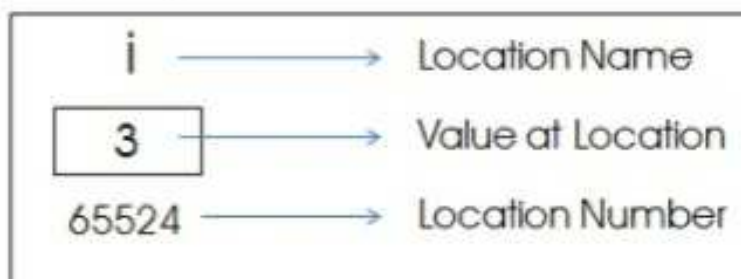 i Location Name
3 Value at Location
65524 Location Number